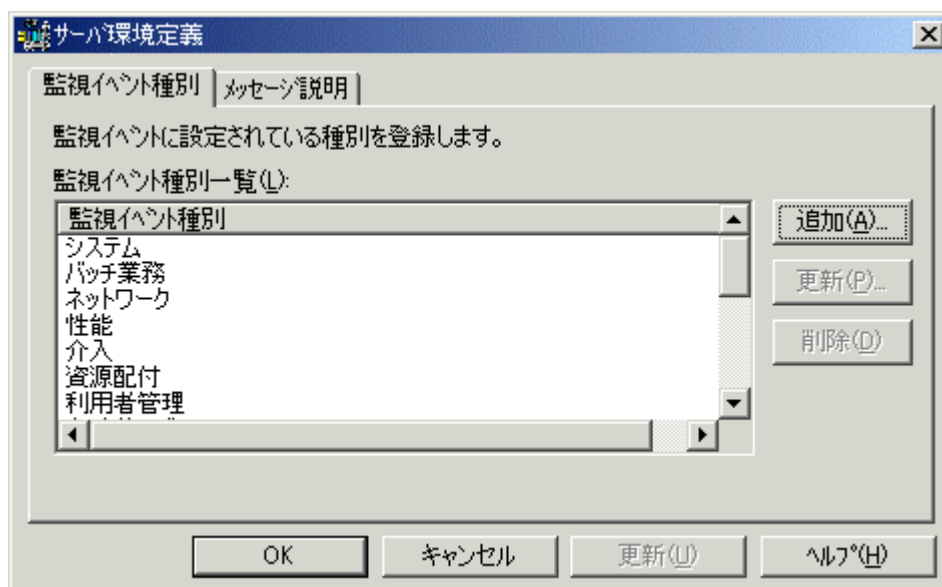 サーバ環境定義
監視イベント種別
メッセージ説明
監視イベントに設定されている種別を登録します。
監視イベント種別一覧(L):
監視イベント種別
システム
バッチ業務
ネットワーク
性能
介入
資源配付
利用者管理
追加(A)...
更新(P)...
削除(D)
OK
キャンセル
更新(U)
ヘルプ(H)